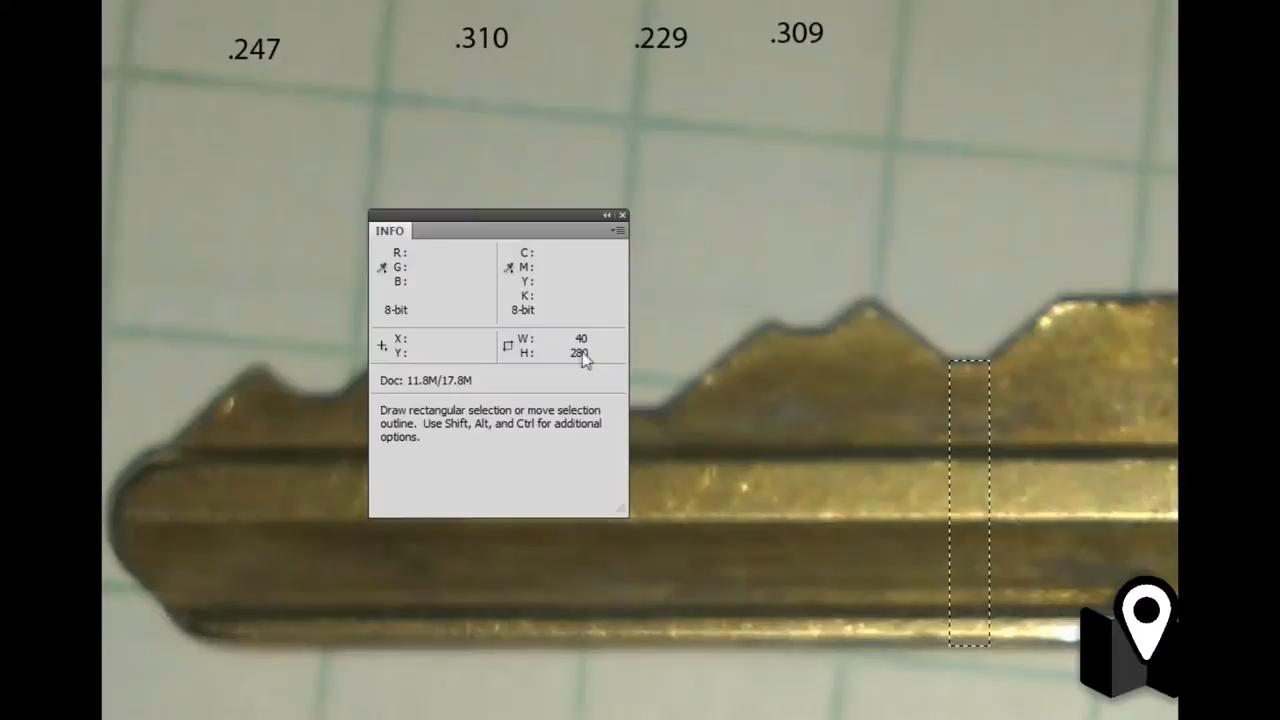 .247
.310
.229
.309
INFO
R:
G:
B:
8-bit
C:
M:
Y:
K:
8-bit
X:
Y:
W: 40
H:
Doc: 11.8M/17.8M
Draw rectangular selection or move selection
outline. Use Shift, Alt, and Ctrl for additional
options.